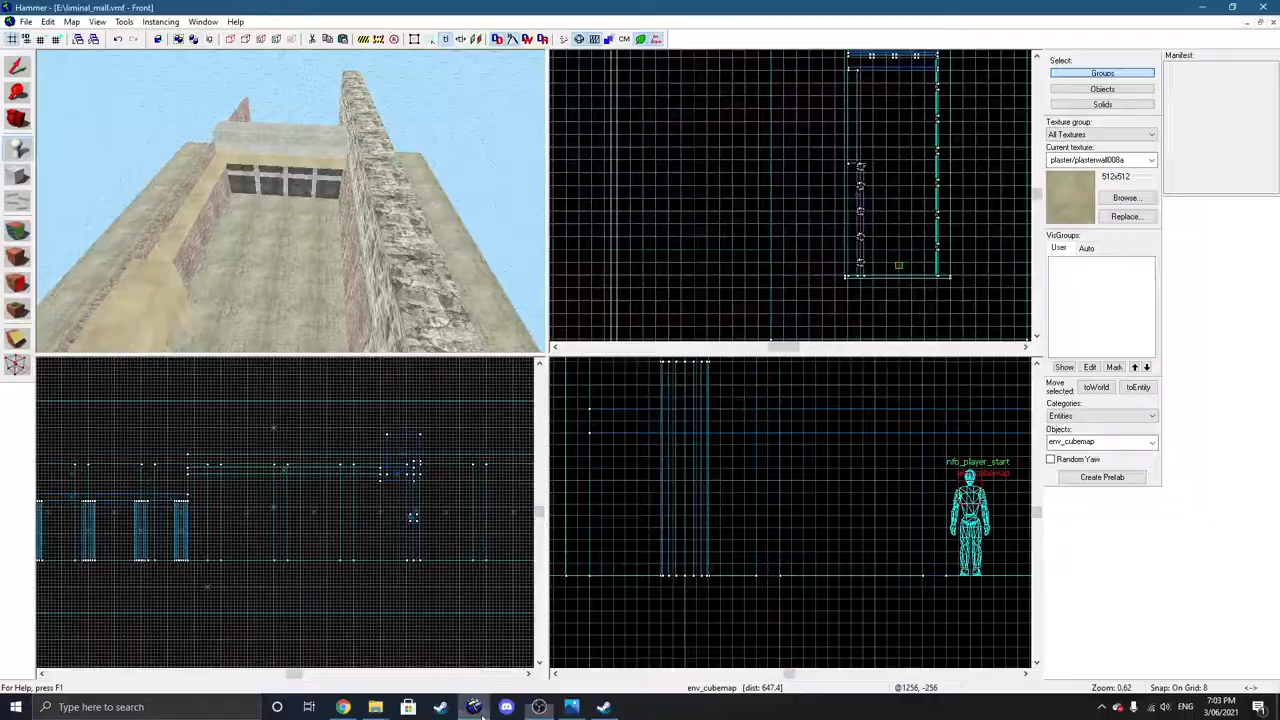 Hammer - [E:\liminal_mall.vmf - Front]
File Edit Map View Tools Instancing Window Help
CM
Select:
Groups
Objects
Solids
Texture group:
All Textures
Current texture:
plaster/plasterwall008a
512x512
Browse...
Replace...
VisGroups:
User Auto
Show Edit Mark
Move selected: toWorld toEntity
Categories:
Entities
Objects:
env_cubemap
Random Yaw
Create Prefab
Manifest:
nfo_player_start
For Help, press F1
env_cubemap [dist: 647.4]
@1256, -256
Zoom: 0.62
Snap: On Grid: 8
<->
Type here to search
ENG
7:03 PM
3/06/2021